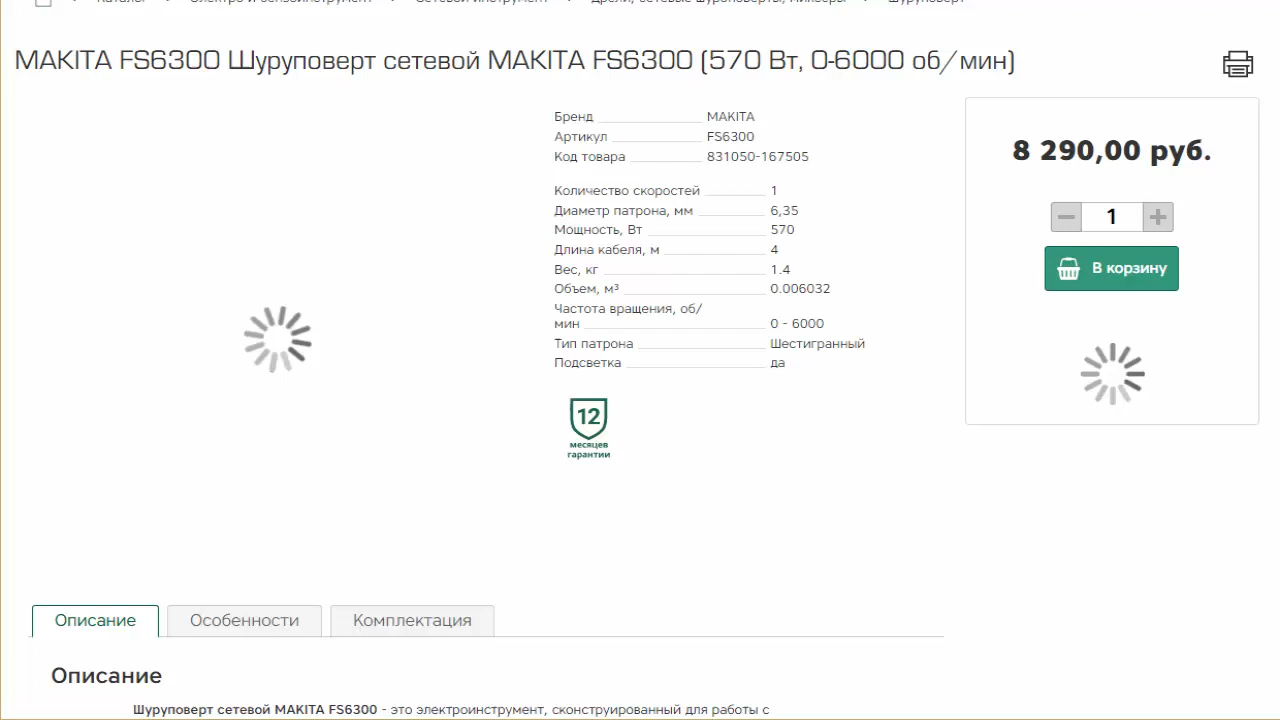 MAKITA FS6300 Шуруповерт сетевой MAKITA FS6300 (570 Вт, 0-6000 об/мин)
Бренд MAKITA
Артикул FS6300
Код товара 831050-167505
Количество скоростей 1
Диаметр патрона, мм 6,35
Мощность, Вт 570
Длина кабеля, м 4
Вес, кг 1.4
Объем, м³ 0.006032
Частота вращения, об/
мин 0 - 6000
Тип патрона Шестигранный
Подсветка да
12
месяцев
гарантии
8 290,00 руб.
1
В корзину
Описание Особенности Комплектация
Описание
Шуруповерт сетевой MAKITA FS6300 - это электроинструмент, сконструированный для работы с